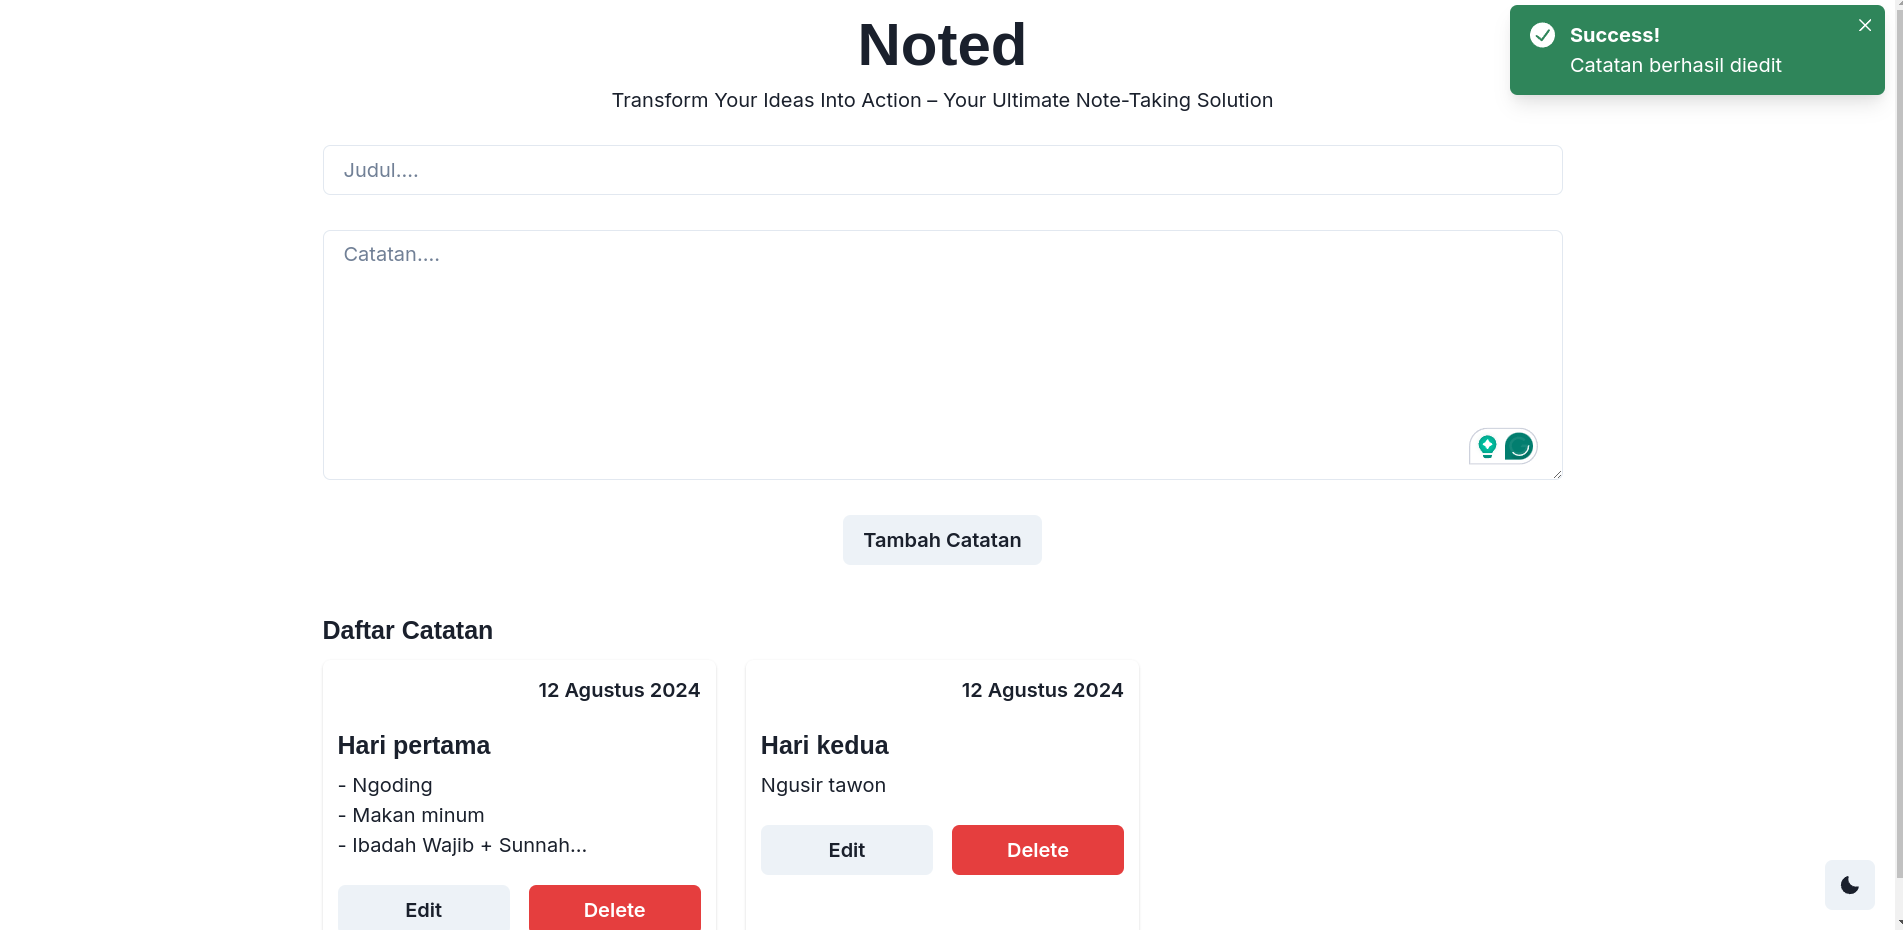 Noted
Transform Your Ideas Into Action – Your Ultimate Note-Taking Solution
Success!
Catatan berhasil diedit
Judul....
Catatan....
Tambah Catatan
Daftar Catatan
12 Agustus 2024
Hari pertama
- Ngoding
- Makan minum
- Ibadah Wajib + Sunnah...
Edit
Delete
12 Agustus 2024
Hari kedua
Ngusir tawon
Edit
Delete